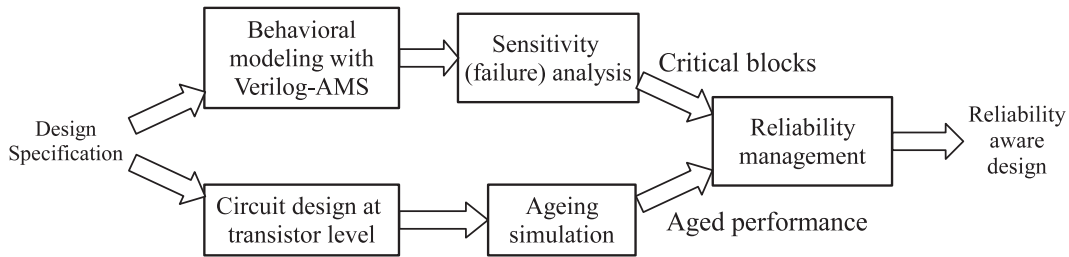 Design
Specification
Behavioral
modeling with
Verilog-AMS
Sensitivity
(failure) analysis
Critical blocks
Circuit design at
transistor level
Ageing
simulation
Aged performance
Reliability
management
Reliability
aware
design